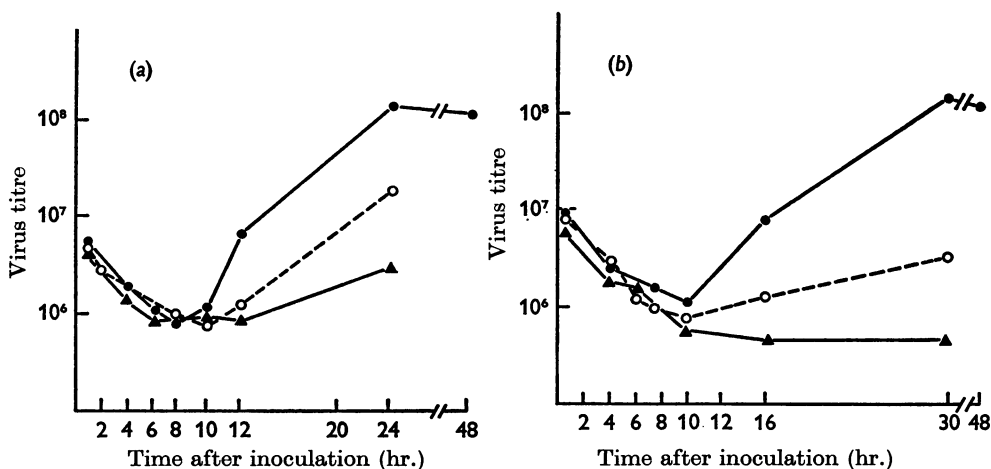 (a)
10⁸
10⁷
10⁶
Virus titre
2 4 6 8 10 12 20 24 48
Time after inoculation (hr.)
(b)
10⁸
10⁷
10⁶
Virus titre
2 4 6 8 10 12 16 30 48
Time after inoculation (hr.)